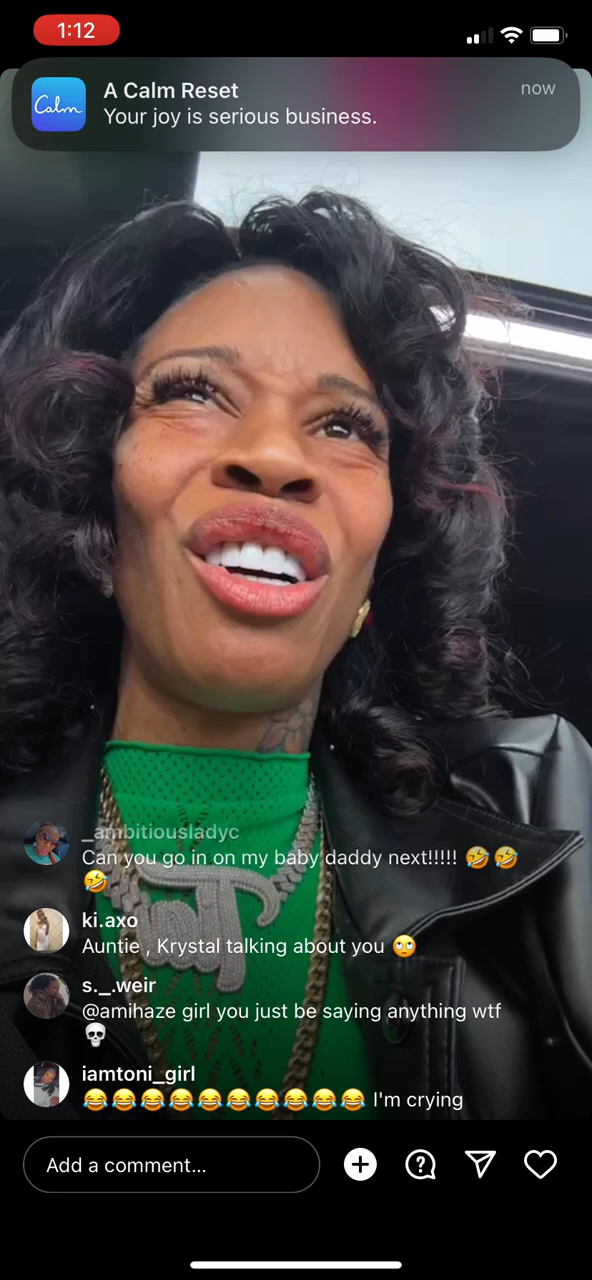 1:12
A Calm Reset
now
Calm
Your joy is serious business.
_ambitiousladyc
Can you go in on my baby daddy next!!!!! 🤣🤣
🤣
ki.axo
Auntie , Krystal talking about you 🙄
s._.weir
@amihaze girl you just be saying anything wtf
💀
iamtoni_girl
😂😂😂😂😂😂😂😂😂😂 I'm crying
Add a comment...